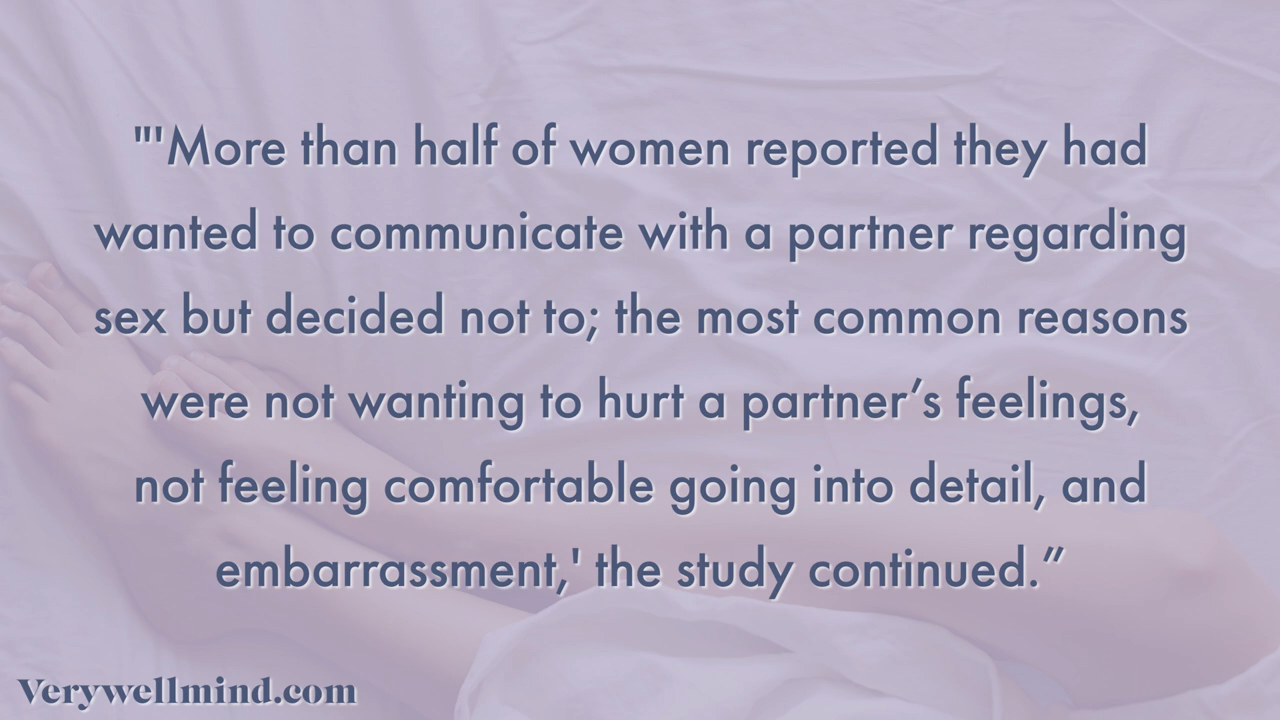 "'More than half of women reported they had
wanted to communicate with a partner regarding
sex but decided not to; the most common reasons
were not wanting to hurt a partner’s feelings,
not feeling comfortable going into detail, and
embarrassment,' the study continued.”
Verywellmind.com